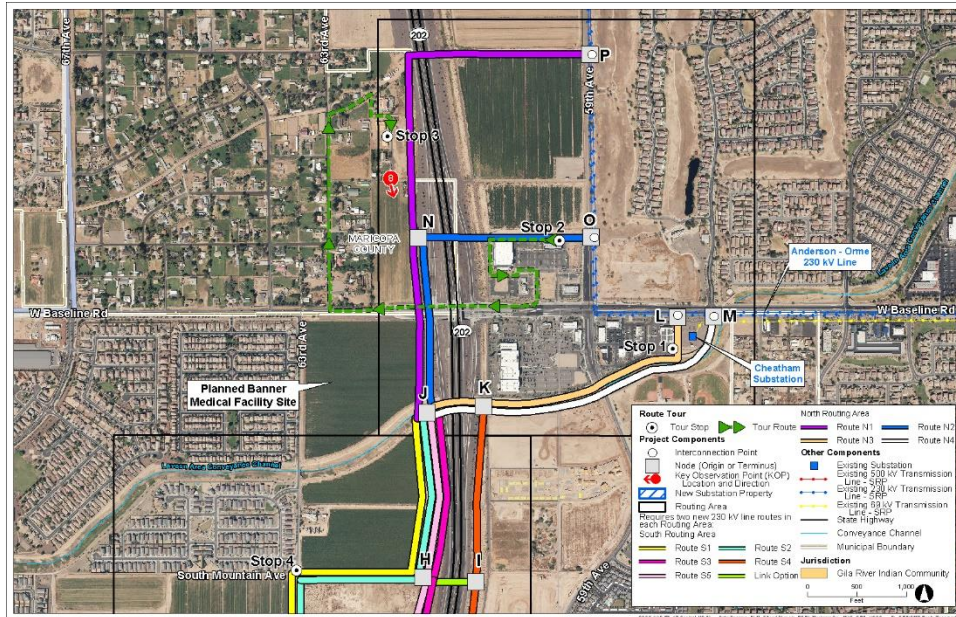 67th Ave
63rd Ave
202
59th Ave
P
Stop 3
N
Stop 2
O
MARICOPA
COUNTY
Anderson - Orme
230 kV Line
W Baseline Rd
L
M
W Baseline Rd
63rd Ave
202
Stop 1
Cheatham
Substation
Planned Banner
Medical Facility Site
J
K
Stop 4
South Mountain Ave
H
I
59th Ave
Route Tour
Tour Stop
Tour Route
Project Components
Interconnection Point
Node (Origin or Terminus)
Key Observation Point (KOP)
Location and Direction
New Substation Property
Routing Area
Requires two new 230 kV line routes in
each Routing Area:
South Routing Area
Route S1
Route S2
Route S3
Route S4
Route S5
Link Option
North Routing Area
Route N1
Route N2
Route N3
Route N4
Other Components
Existing Substation
Existing 500 kV Transmission
Line - SRP
Existing 230 kV Transmission
Line - SRP
Existing 69 kV Transmission
Line - SRP
State Highway
Conveyance Channel
Municipal Boundary
Jurisdiction
Gila River Indian Community
0
500
1,000
Feet